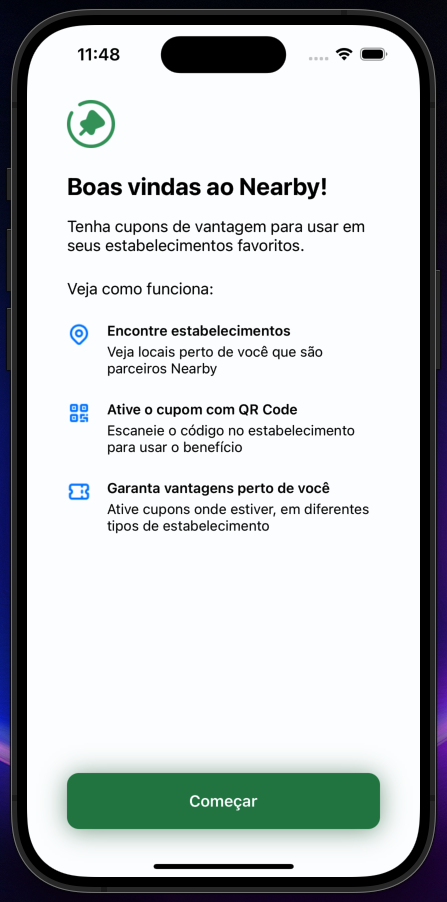 11:48
Boas vindas ao Nearby!
Tenha cupons de vantagem para usar em
seus estabelecimentos favoritos.
Veja como funciona:
Encontre estabelecimentos
Veja locais perto de você que são
parceiros Nearby
Ative o cupom com QR Code
Escaneie o código no estabelecimento
para usar o benefício
Garanta vantagens perto de você
Ative cupons onde estiver, em diferentes
tipos de estabelecimento
Começar